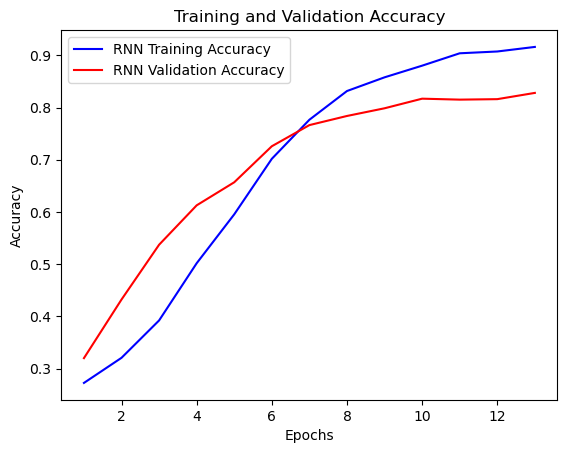 Training and Validation Accuracy
RNN Training Accuracy
RNN Validation Accuracy
0.9
0.8
0.7
0.6
0.5
0.4
0.3
Accuracy
2 4 6 8 10 12
Epochs